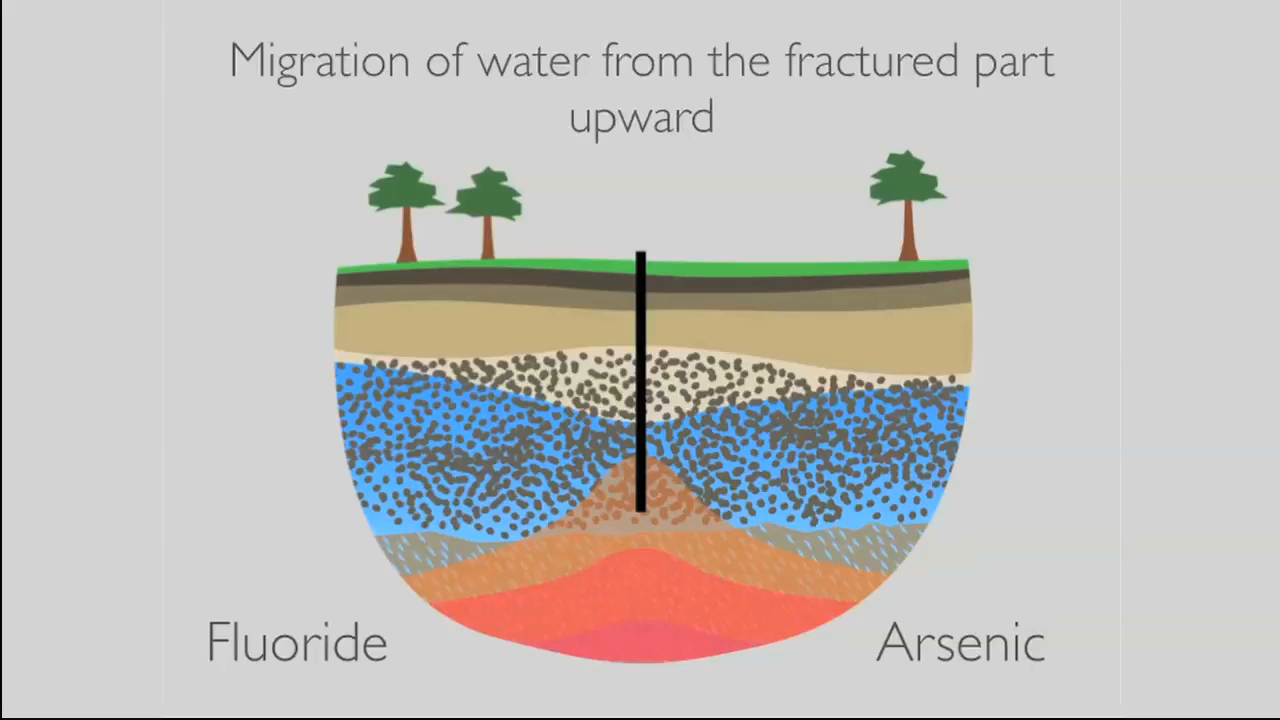 Migration of water from the fractured part
upward
Fluoride
Arsenic